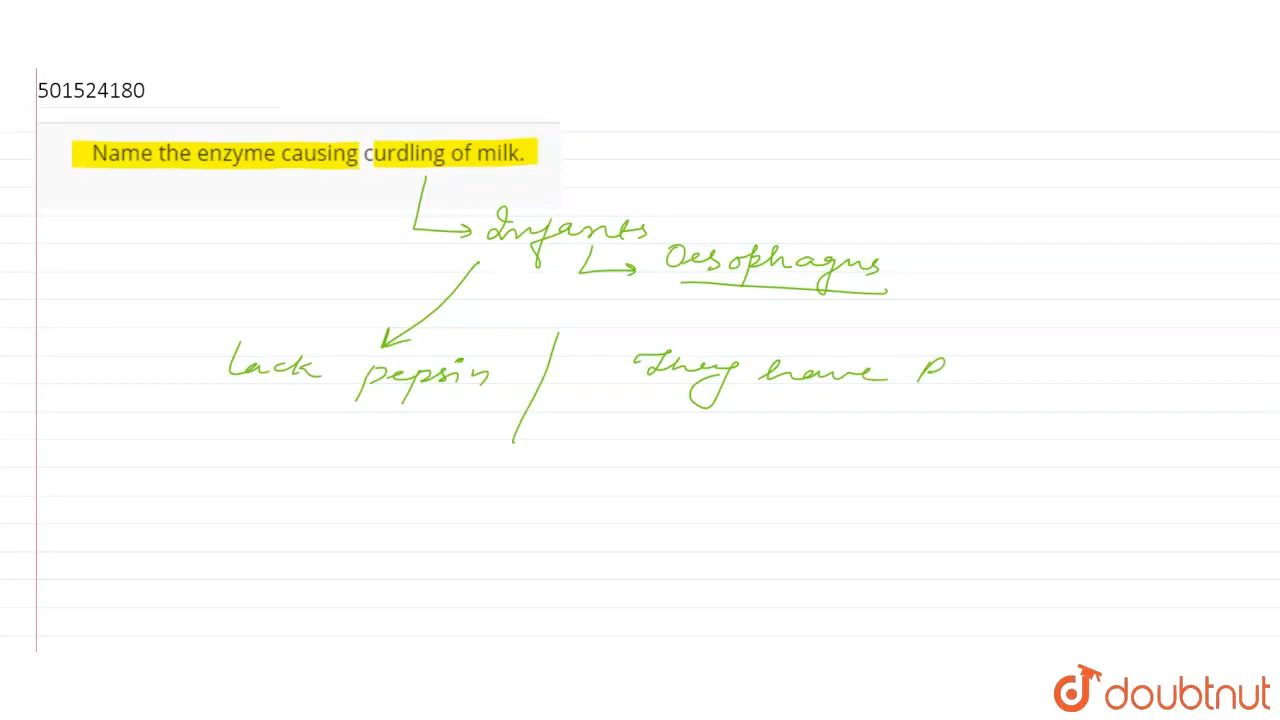 501524180
Name the enzyme causing curdling of milk.
Infants
Oesophagus
Lack pepsin / They have P
doubtnut